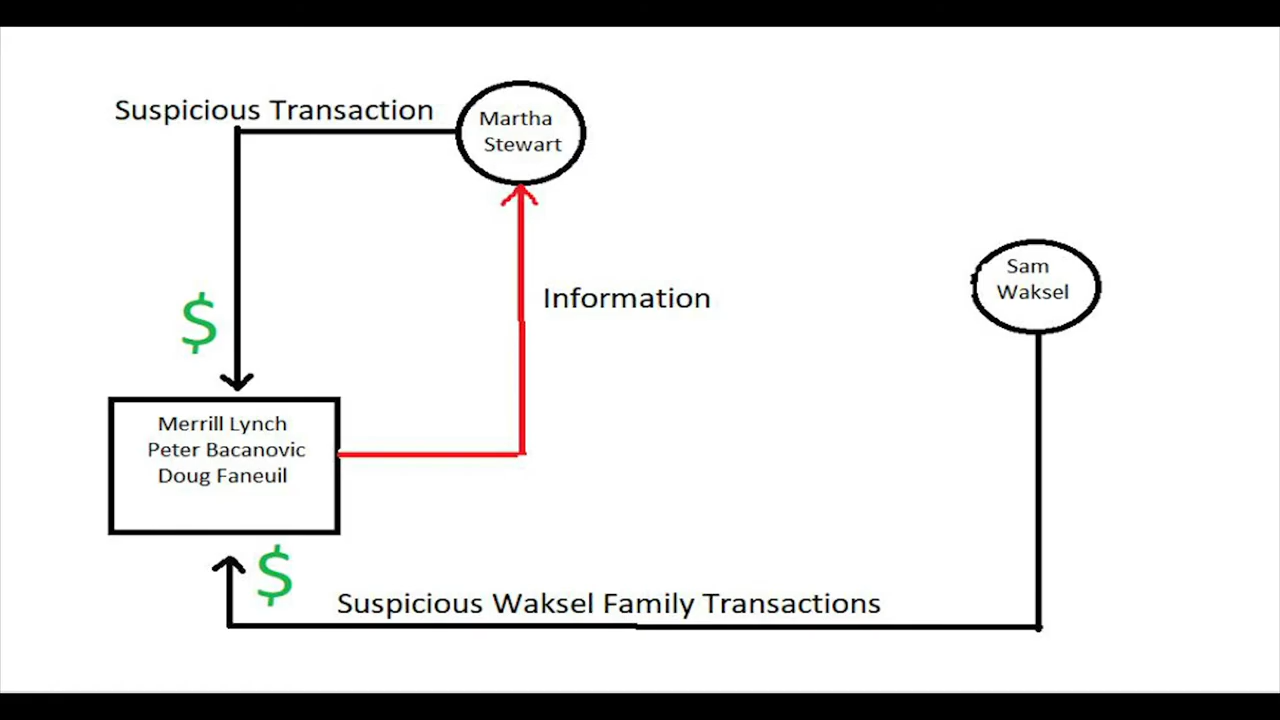 Suspicious Transaction
Martha
Stewart
Sam
Waksel
Information
$
Merrill Lynch
Peter Bacanovic
Doug Faneuil
$
Suspicious Waksel Family Transactions